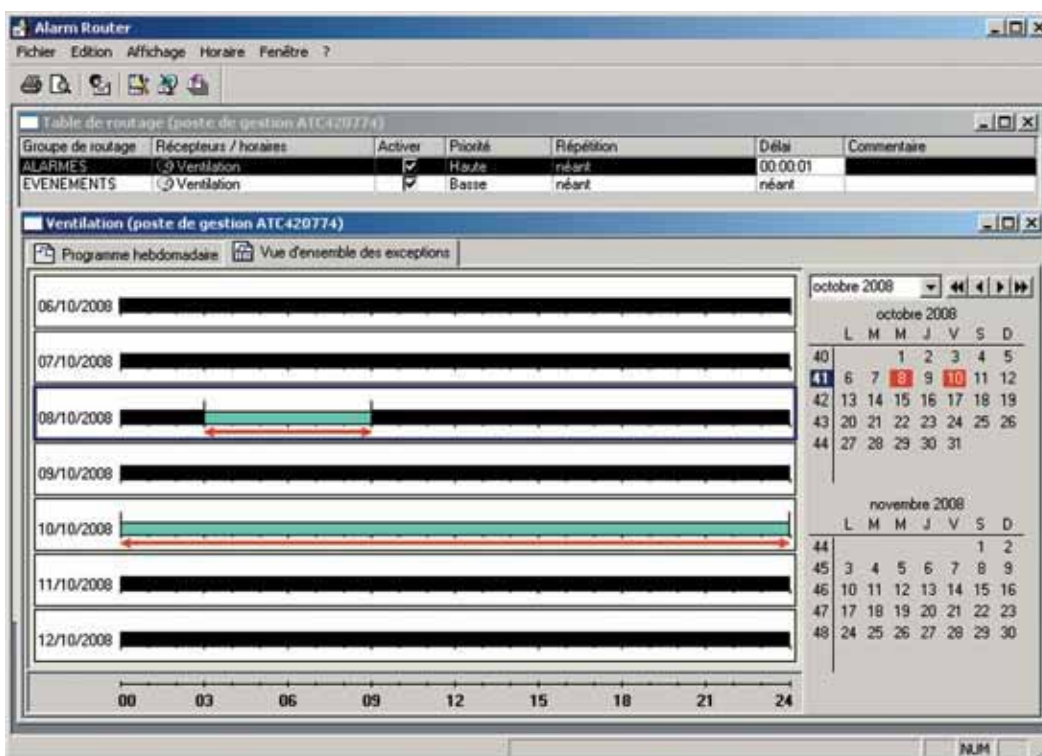 Alarm Router
Fichier Edition Affichage Horaire Fenêtre ?
Table de routage (poste de gestion ATC420774)
Groupe de routage Récepteurs / horaires Activer Priorité Répétition Délai Commentaire
ALARMES Ventilation Haute néant 00:00:01
EVENEMENTS Ventilation Basse néant néant
Ventilation (poste de gestion ATC420774)
Programme hebdomadaire Vue d'ensemble des exceptions
06/10/2008
07/10/2008
08/10/2008
09/10/2008
10/10/2008
11/10/2008
12/10/2008
00 03 06 09 12 15 18 21 24
octobre 2008
octobre 2008
L M M J V S D
40 1 2 3 4 5
41 6 7 8 9 10 11 12
42 13 14 15 16 17 18 19
43 20 21 22 23 24 25 26
44 27 28 29 30 31
novembre 2008
L M M J V S D
44 1 2
45 3 4 5 6 7 8 9
46 10 11 12 13 14 15 16
47 17 18 19 20 21 22 23
48 24 25 26 27 28 29 30
NUM